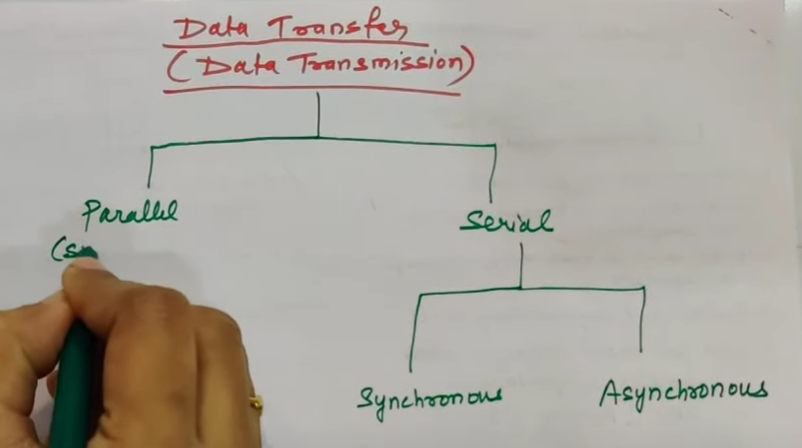 Data Transfer
(Data Transmission)
Parallel
Serial
Synchronous
Asynchronous